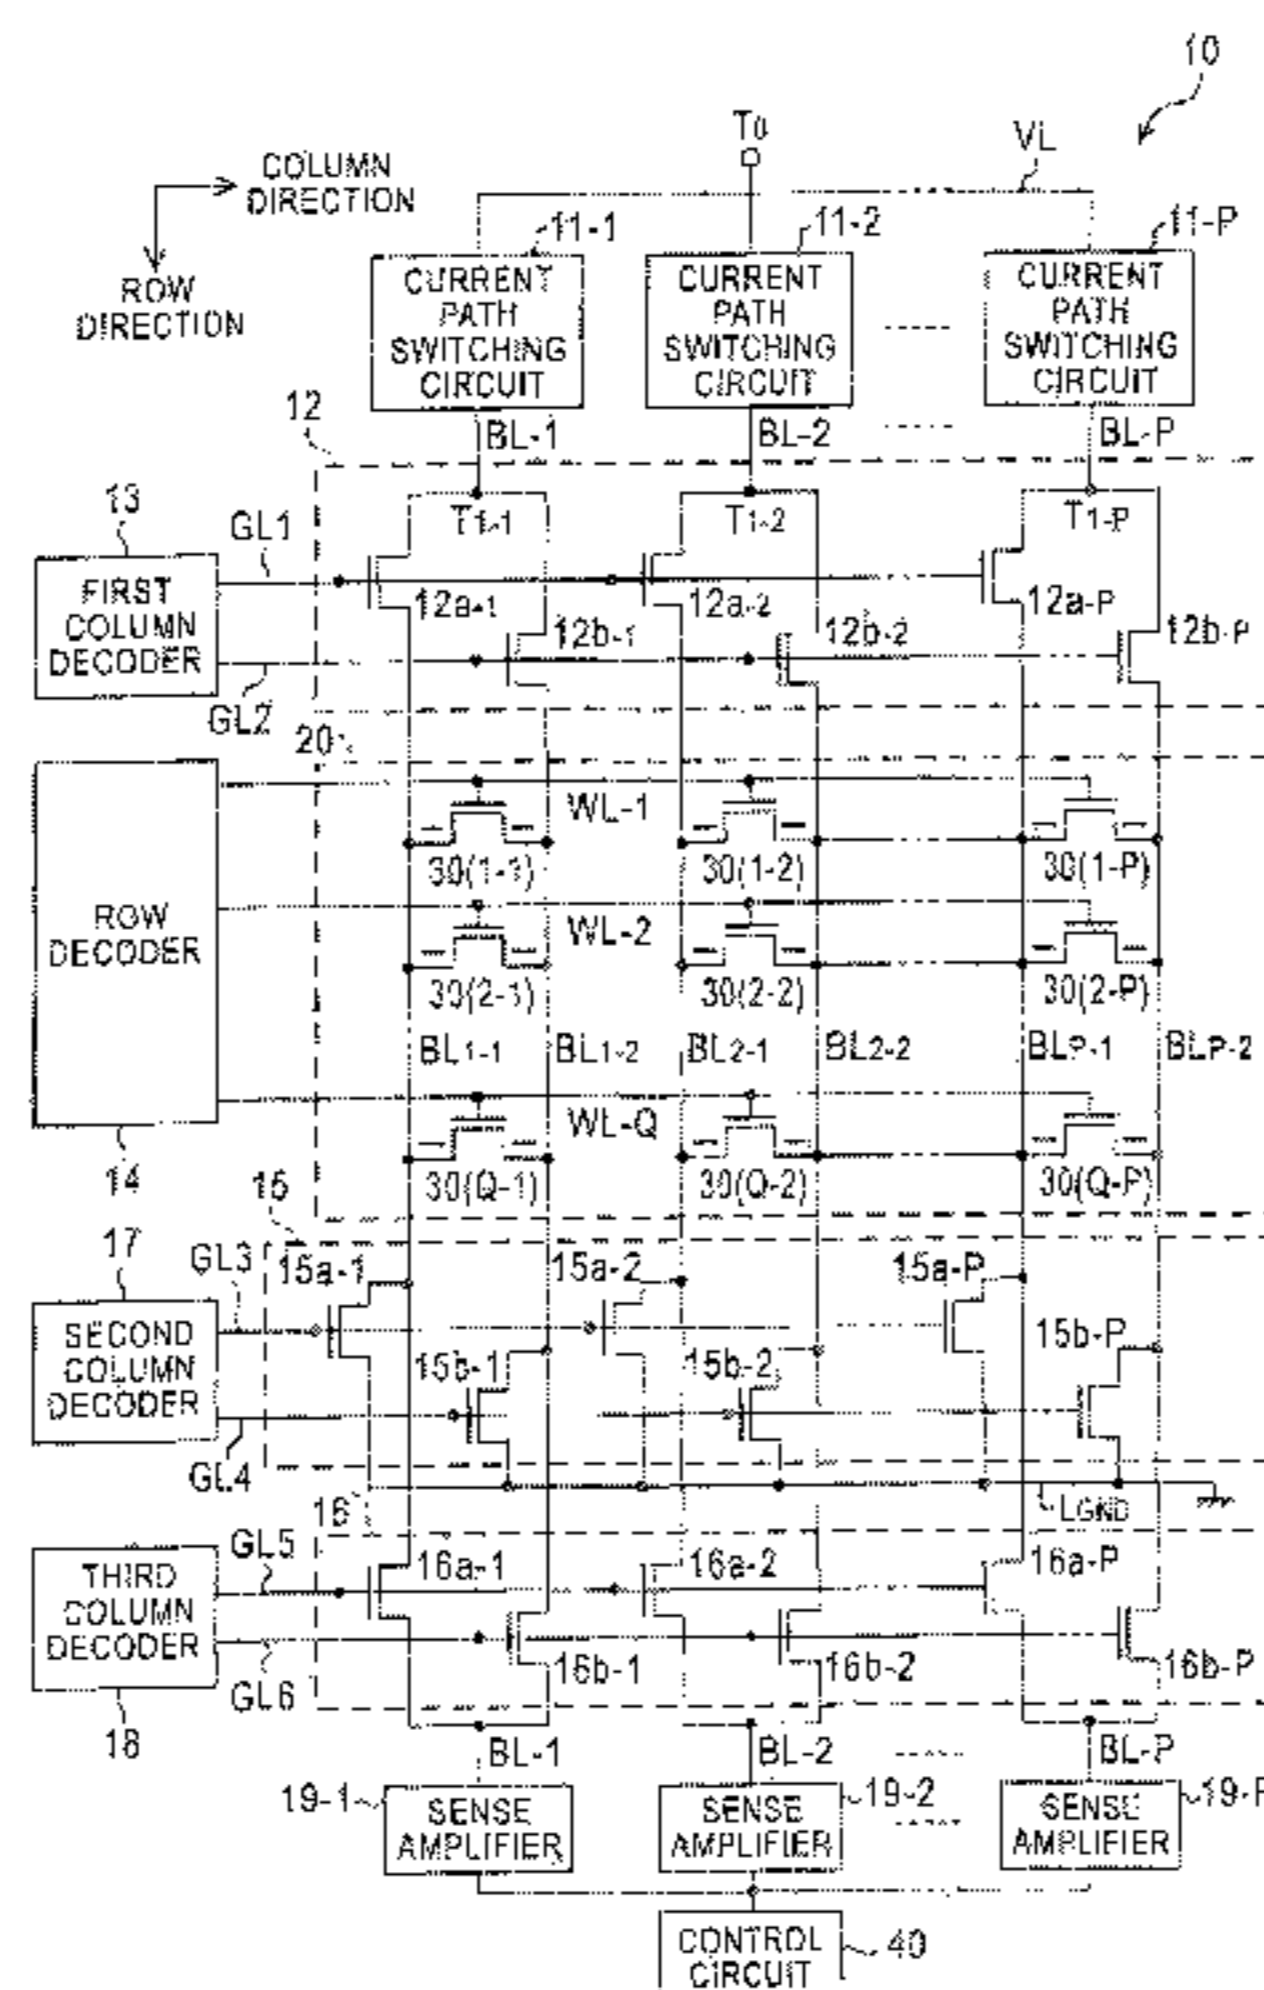 10
T0
VL
COLUMN
DIRECTION
ROW
DIRECTION
11-1
11-2
11-P
CURRENT
PATH
SWITCHING
CIRCUIT
CURRENT
PATH
SWITCHING
CIRCUIT
CURRENT
PATH
SWITCHING
CIRCUIT
12
BL-1
BL-2
BL-P
13
GL1
T1-1
T1-2
T1-P
FIRST
COLUMN
DECODER
12a-1
12a-2
12a-P
12b-1
12b-2
12b-P
GL2
20
WL-1
30(1-1)
30(1-2)
30(1-P)
ROW
DECODER
WL-2
30(2-1)
30(2-2)
30(2-P)
BL1-1
BL1-2
BL2-1
BL2-2
BLP-1
BLP-2
WL-Q
14
15
30(Q-1)
30(Q-2)
30(Q-P)
17
GL3
15a-1
15a-2
15a-P
SECOND
COLUMN
DECODER
15b-1
15b-2
15b-P
GL4
16
LGND
GL5
16a-1
16a-2
16a-P
THIRD
COLUMN
DECODER
16b-1
16b-2
16b-P
GL6
18
BL-1
BL-2
BL-P
19-1
SENSE
AMPLIFIER
19-2
SENSE
AMPLIFIER
19-P
SENSE
AMPLIFIER
CONTROL
CIRCUIT
40